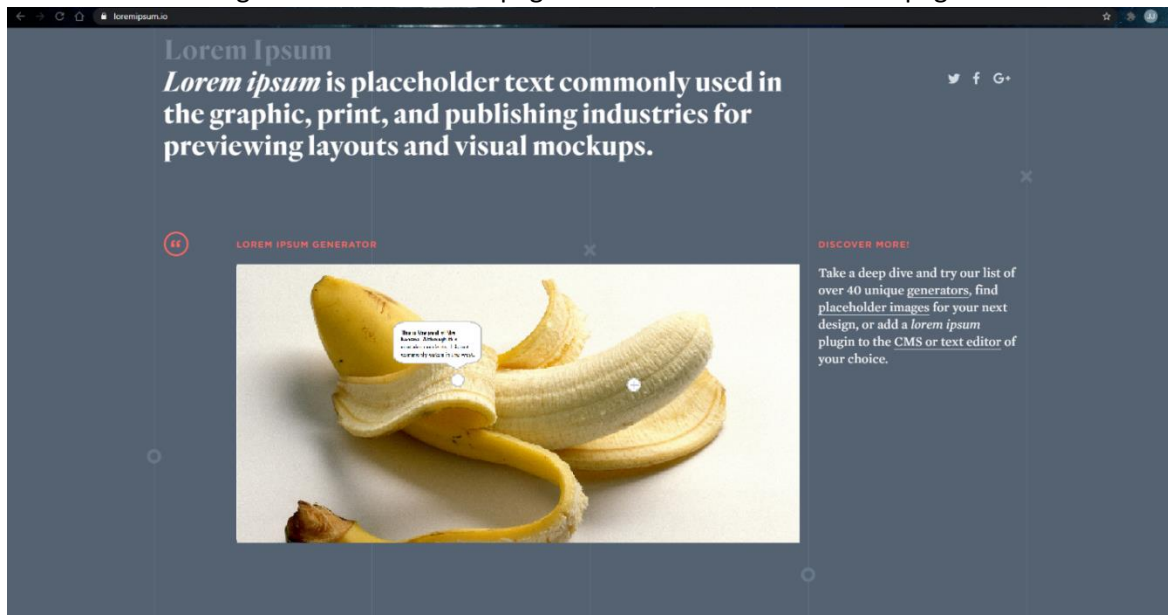 loremipsum.io
Lorem Ipsum
Lorem ipsum is placeholder text commonly used in
the graphic, print, and publishing industries for
previewing layouts and visual mockups.
G+
LOREM IPSUM GENERATOR
DISCOVER MORE!
Take a deep dive and try our list of
over 40 unique generators, find
placeholder images for your next
design, or add a lorem ipsum
plugin to the CMS or text editor of
your choice.